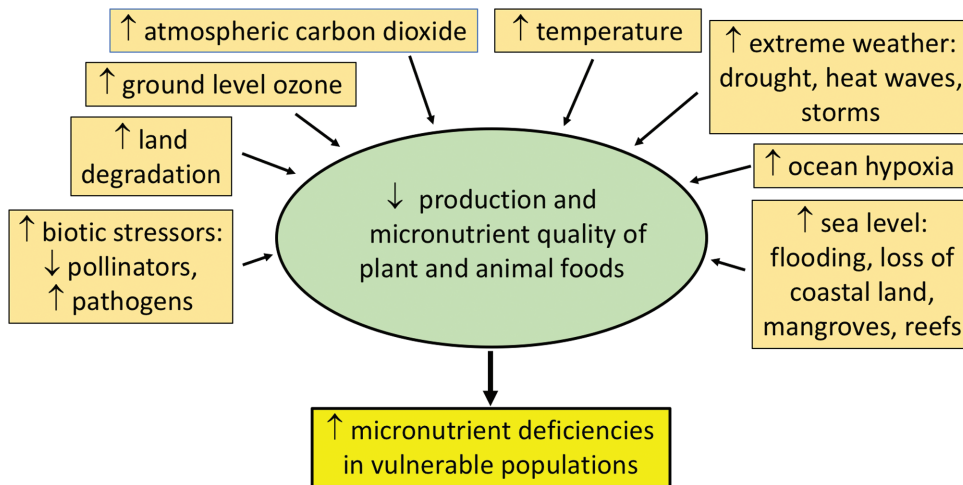 ↑ atmospheric carbon dioxide
↑ temperature
↑ extreme weather:
drought, heat waves,
storms
↑ ground level ozone
↑ land
degradation
↑ ocean hypoxia
↑ biotic stressors:
↓ pollinators,
↑ pathogens
↓ production and
micronutrient quality of
plant and animal foods
↑ sea level:
flooding, loss of
coastal land,
mangroves, reefs
↑ micronutrient deficiencies
in vulnerable populations